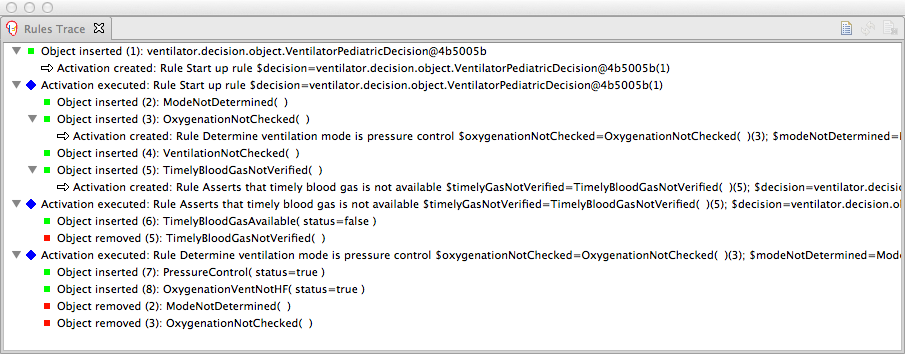 Rules Trace
Object inserted (1): ventilator.decision.object.VentilatorPediatricDecision@4b5005b
Activation created: Rule Start up rule $decision=ventilator.decision.object.VentilatorPediatricDecision@4b5005b(1)
Activation executed: Rule Start up rule $decision=ventilator.decision.object.VentilatorPediatricDecision@4b5005b(1)
Object inserted (2): ModeNotDetermined( )
Object inserted (3): OxygenationNotChecked( )
Activation created: Rule Determine ventilation mode is pressure control $oxygenationNotChecked=OxygenationNotChecked( )(3); $modeNotDetermined=
Object inserted (4): VentilationNotChecked( )
Object inserted (5): TimelyBloodGasNotVerified( )
Activation created: Rule Asserts that timely blood gas is not available $timelyGasNotVerified=TimelyBloodGasNotVerified( )(5); $decision=ventilator.decisio
Activation executed: Rule Asserts that timely blood gas is not available $timelyGasNotVerified=TimelyBloodGasNotVerified( )(5); $decision=ventilator.decision.ob
Object inserted (6): TimelyBloodGasAvailable( status=false )
Object removed (5): TimelyBloodGasNotVerified( )
Activation executed: Rule Determine ventilation mode is pressure control $oxygenationNotChecked=OxygenationNotChecked( )(3); $modeNotDetermined=Mod
Object inserted (7): PressureControl( status=true )
Object inserted (8): OxygenationVentNotHF( status=true )
Object removed (2): ModeNotDetermined( )
Object removed (3): OxygenationNotChecked( )